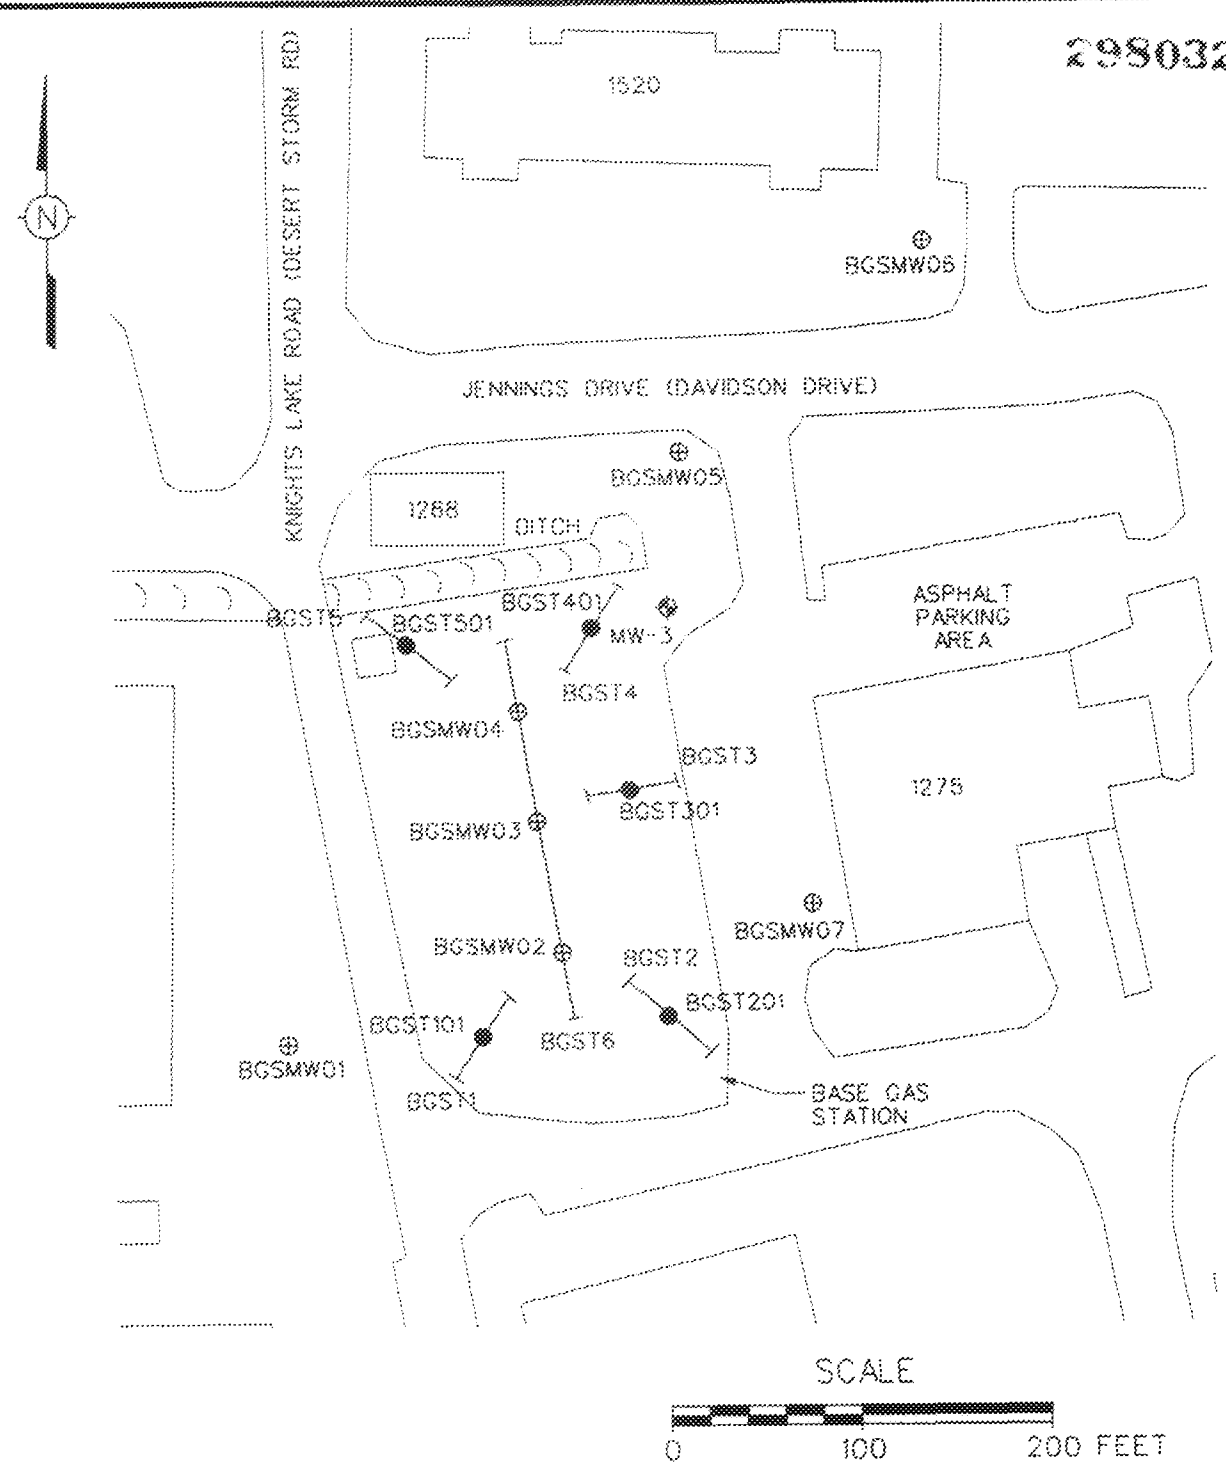 298032
1520
N
KNIGHTS LAKE ROAD (DESERT STORM RD)
BGSMW06
JENNINGS DRIVE (DAVIDSON DRIVE)
BGSMW05
1288
DITCH
ASPHALT
PARKING
AREA
BGST401
BGST5
BGST501
MW-3
BGST4
BGSMW04
BGST3
1275
BGST301
BGSMW03
BGSMW07
BGSMW02
BGST2
BGST201
BGST101
BGST6
BGSMW01
BGST1
BASE GAS
STATION
SCALE
0 100 200 FEET